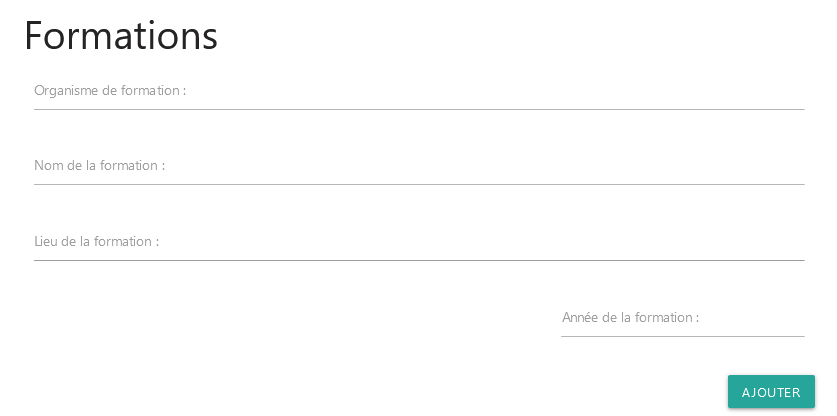 Formations
Organisme de formation :
Nom de la formation :
Lieu de la formation :
Année de la formation :
AJOUTER